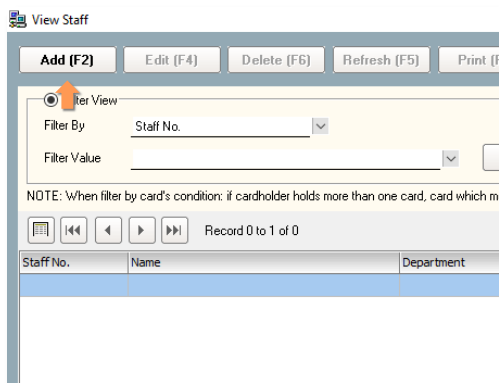 View Staff
Add (F2) Edit (F4) Delete (F6) Refresh (F5) Print
View
Filter By Staff No.
Filter Value
NOTE: When filter by card's condition: if cardholder holds more than one card, card which
Record 0 to 1 of 0
Staff No. Name Department